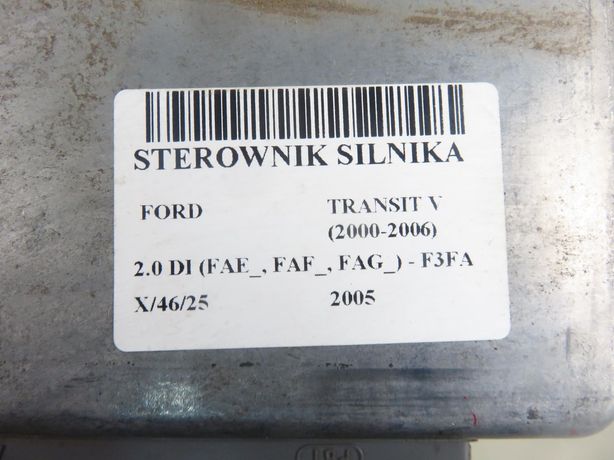 STEROWNIK SILNIKA
FORD TRANSIT V
(2000-2006)
2.0 DI (FAE_, FAF_, FAG_) - F3FA
X/46/25 2005